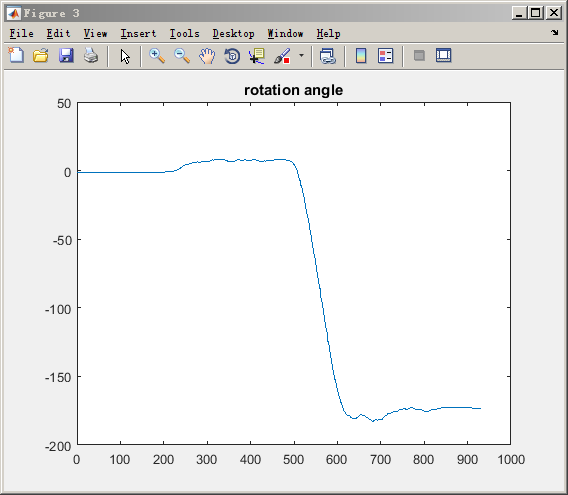 Figure 3
File Edit View Insert Tools Desktop Window Help
rotation angle
50
0
-50
-100
-150
-200
0 100 200 300 400 500 600 700 800 900 1000